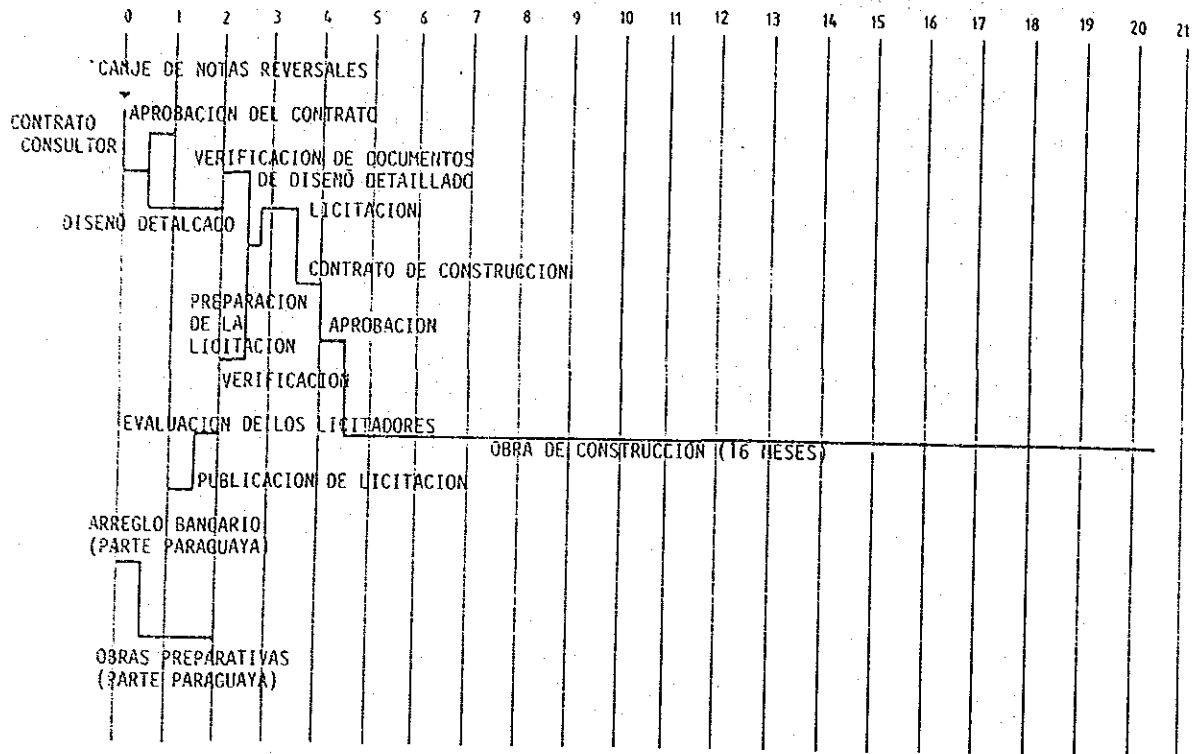 0 1 2 3 4 5 6 7 8 9 10 11 12 13 14 15 16 17 18 19 20 21
CANJE DE NOTAS REVERSALES
APROBACION DEL CONTRATO
CONTRATO
CONSULTOR
VERIFICACION DE DOCUMENTOS
DE DISENO DETAILLADO
LICITACION
DISENO DETALCADO
CONTRATO DE CONSTRUCCION
PREPARACION
DE LA
LICITACION
APROBACION
VERIFICACION
EVALUACION DE LOS LICITADORES
OBRA DE CONSTRUCCION (16 MESES)
PUBLICACION DE LICITACION
ARREGLO BANCARIO
(PARTE PARAGUAYA)
OBRAS PREPARATIVAS
(PARTE PARAGUAYA)